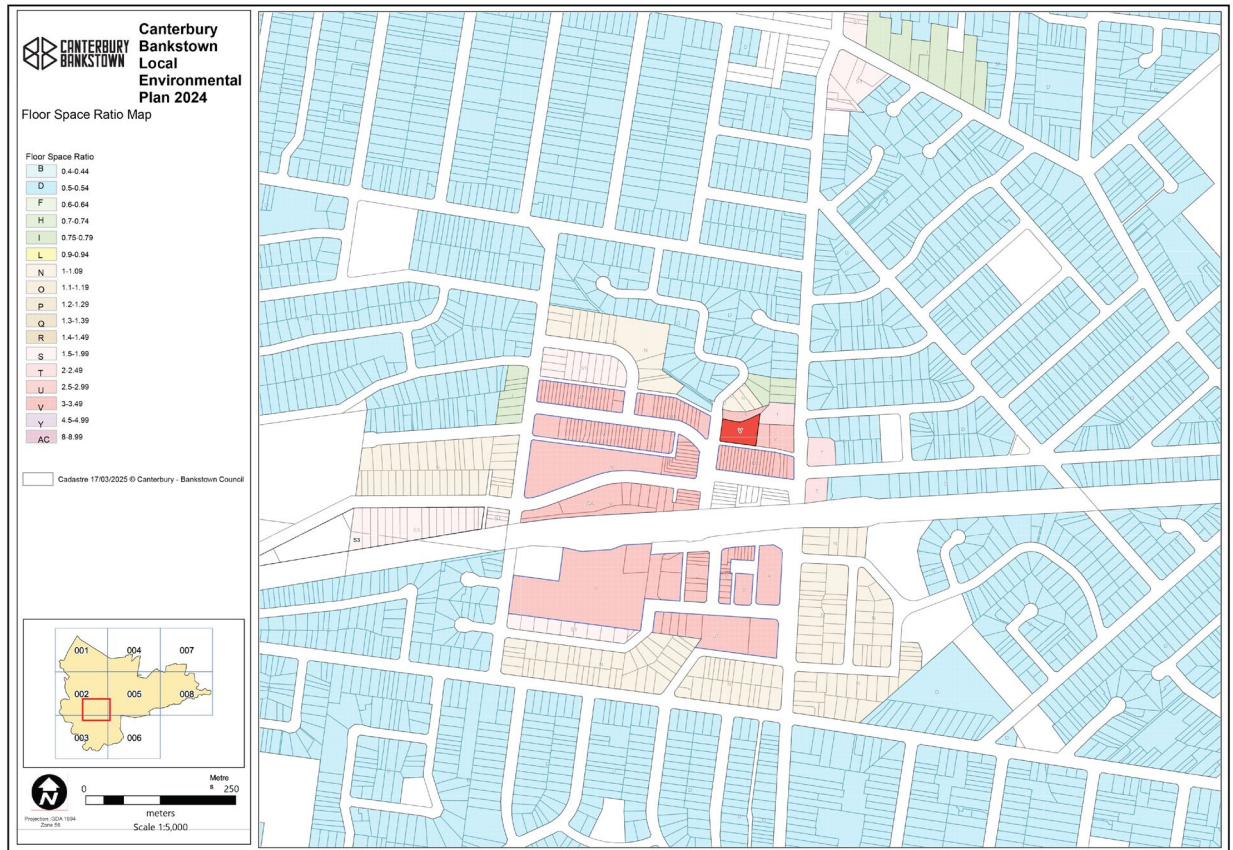 CANTERBURY
BANKSTOWN
Canterbury
Bankstown
Local
Environmental
Plan 2024
Floor Space Ratio Map
Floor Space Ratio
B 0.4-0.44
D 0.5-0.54
F 0.6-0.64
H 0.7-0.74
I 0.75-0.79
L 0.9-0.94
N 1-1.09
O 1.1-1.19
P 1.2-1.29
Q 1.3-1.39
R 1.4-1.49
S 1.5-1.99
T 2-2.49
U 2.5-2.99
V 3-3.49
Y 4.5-4.99
AC 8-8.99
Cadastre 17/03/2025 © Canterbury - Bankstown Council
S3
V
001 004 007
002 005 008
003 006
N
Projection:GDA 1994
Zone 56
Metre
s
0 250
meters
Scale 1:5,000